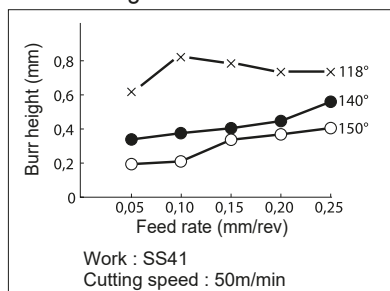 Burr height (mm)
0,8
0,6
0,4
0,2
0
118°
140°
150°
0,05 0,10 0,15 0,20 0,25
Feed rate (mm/rev)
Work : SS41
Cutting speed : 50m/min